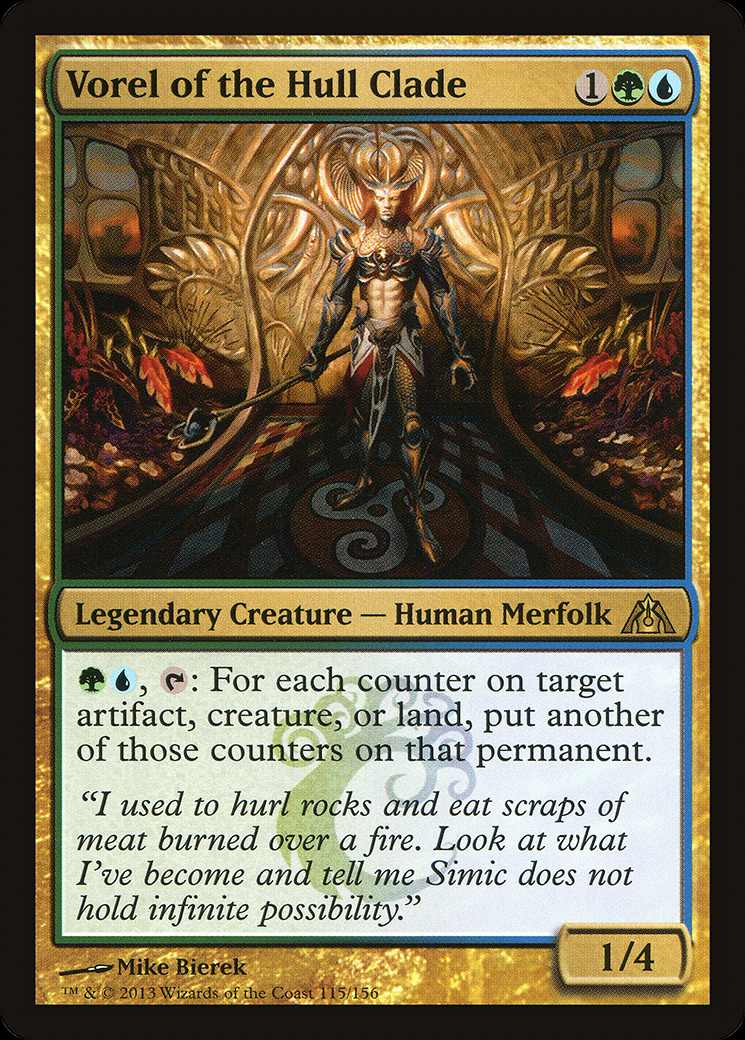 Vorel of the Hull Clade 1
Legendary Creature — Human Merfolk
, : For each counter on target
artifact, creature, or land, put another
of those counters on that permanent.
“I used to hurl rocks and eat scraps of
meat burned over a fire. Look at what
I’ve become and tell me Simic does not
hold infinite possibility.”
1/4
Mike Bierek
™ & © 2013 Wizards of the Coast 115/156